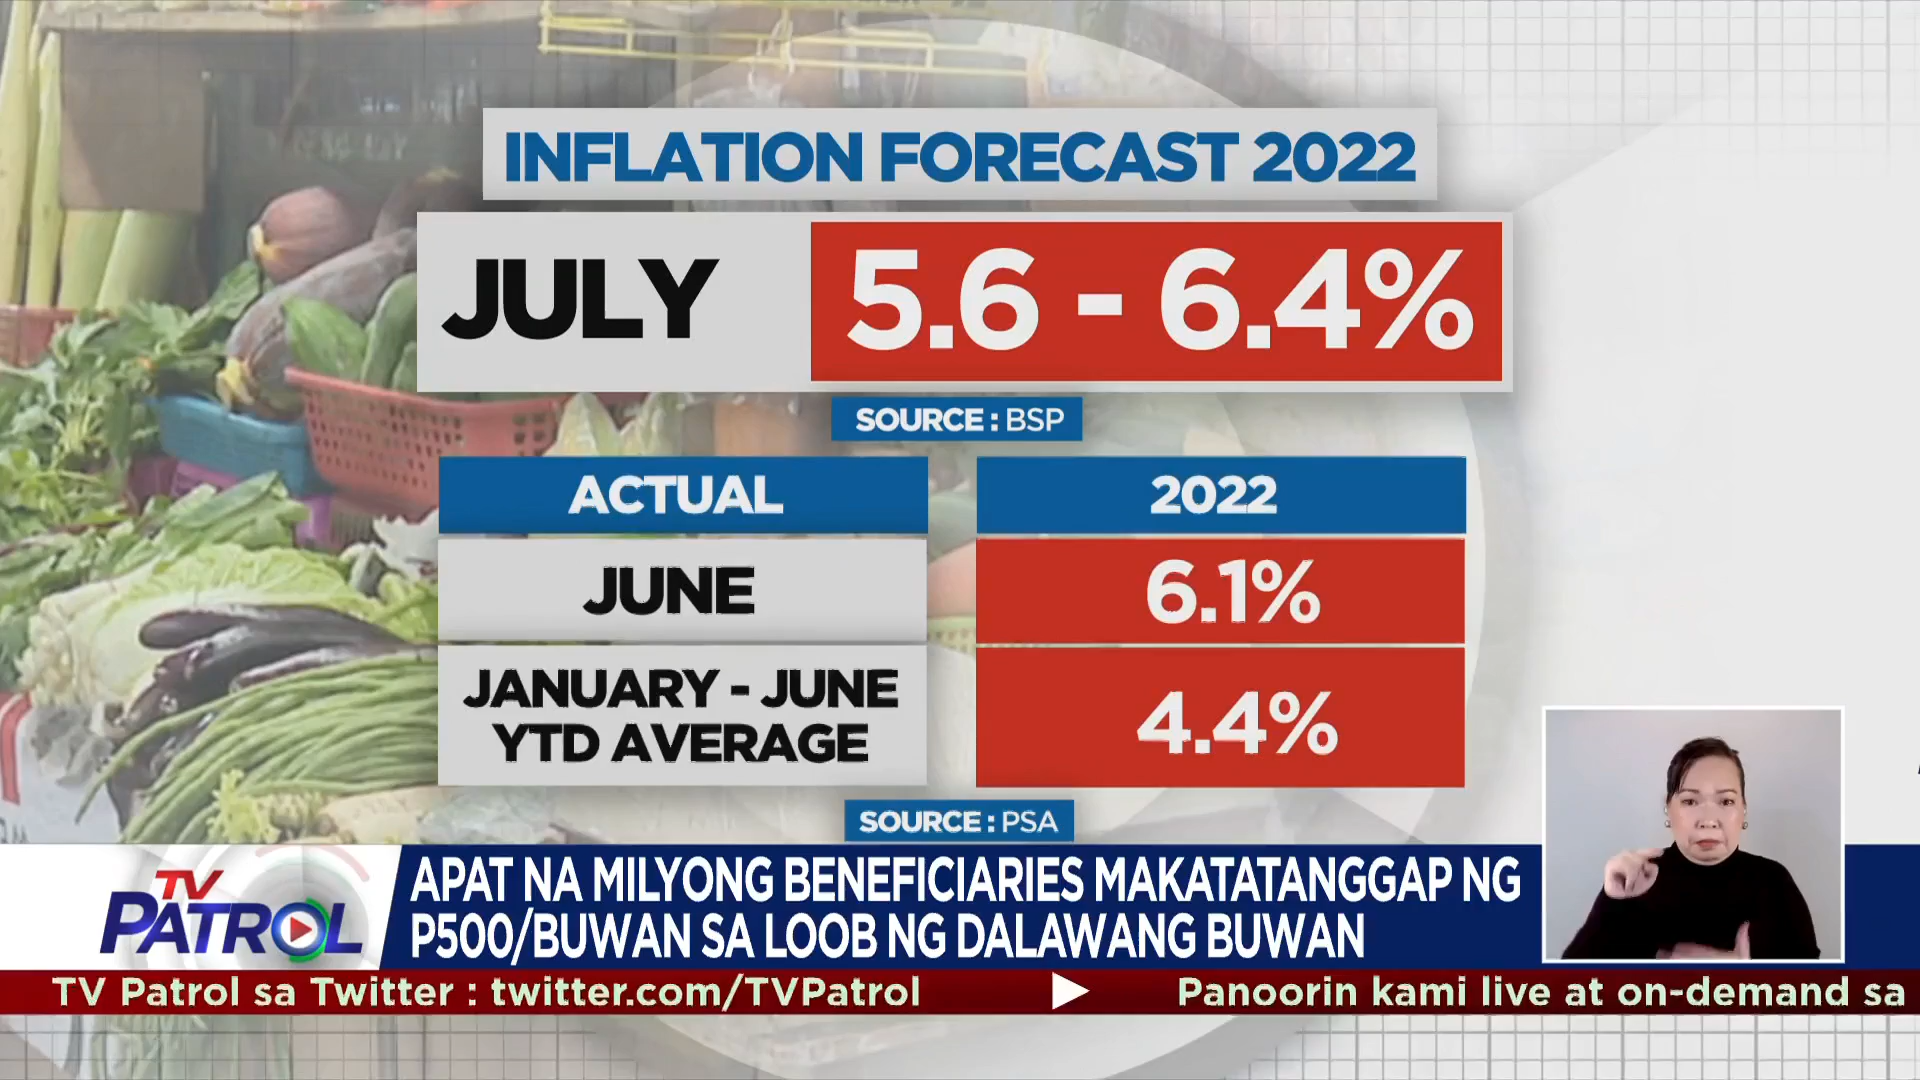 INFLATION FORECAST 2022
JULY 5.6 - 6.4%
SOURCE : BSP
ACTUAL 2022
JUNE 6.1%
JANUARY - JUNE
YTD AVERAGE 4.4%
SOURCE : PSA
TV PATROL
APAT NA MILYONG BENEFICIARIES MAKATATANGGAP NG
P500/BUWAN SA LOOB NG DALAWANG BUWAN
TV Patrol sa Twitter : twitter.com/TVPatrol Panoorin kami live at on-demand sa